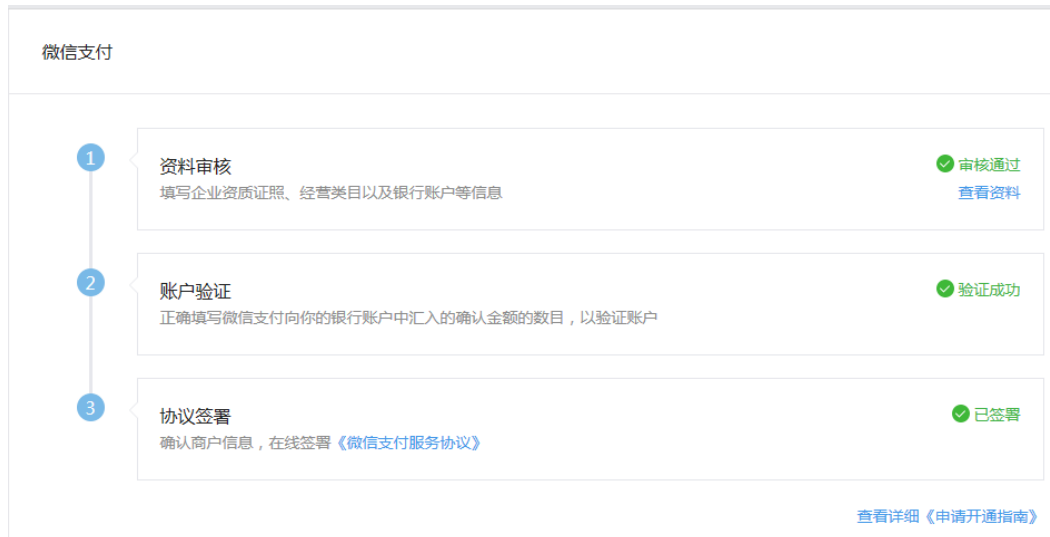 微信支付
1
资料审核
审核通过
填写企业资质证照、经营类目以及银行账户等信息
查看资料
2
账户验证
验证成功
正确填写微信支付向你的银行账户中汇入的确认金额的数目，以验证账户
3
协议签署
已签署
确认商户信息，在线签署《微信支付服务协议》
查看详细《申请开通指南》